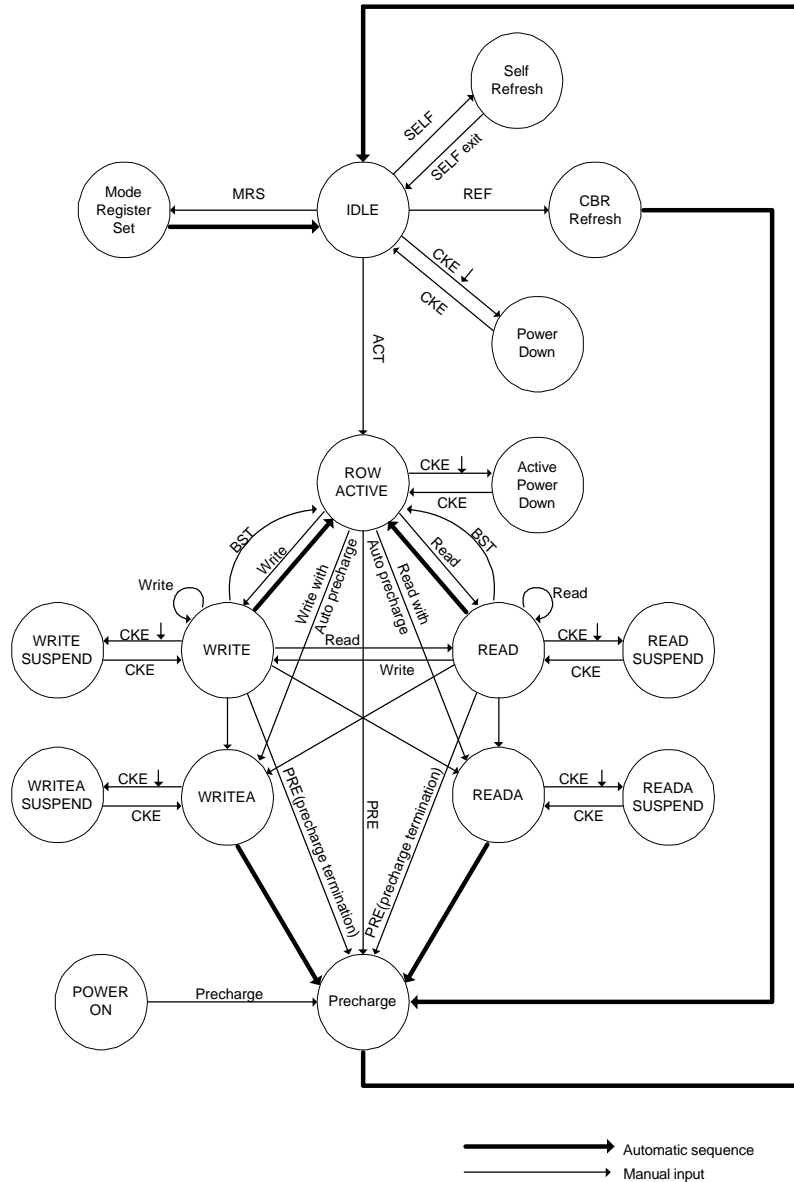 Self
Refresh
SELF
SELF exit
Mode
Register
Set
MRS
IDLE
REF
CBR
Refresh
CKE
CKE
Power
Down
ACT
ROW
ACTIVE
CKE
CKE
Active
Power
Down
BST
Write
Write with
Auto precharge
Auto precharge
Read with
Read
BST
Write
Read
WRITE
SUSPEND
CKE
CKE
WRITE
Read
Write
READ
CKE
CKE
READ
SUSPEND
WRITEA
SUSPEND
CKE
CKE
WRITEA
PRE(precharge termination)
PRE
PRE(precharge termination)
READA
CKE
CKE
READA
SUSPEND
POWER
ON
Precharge
Precharge
Automatic sequence
Manual input